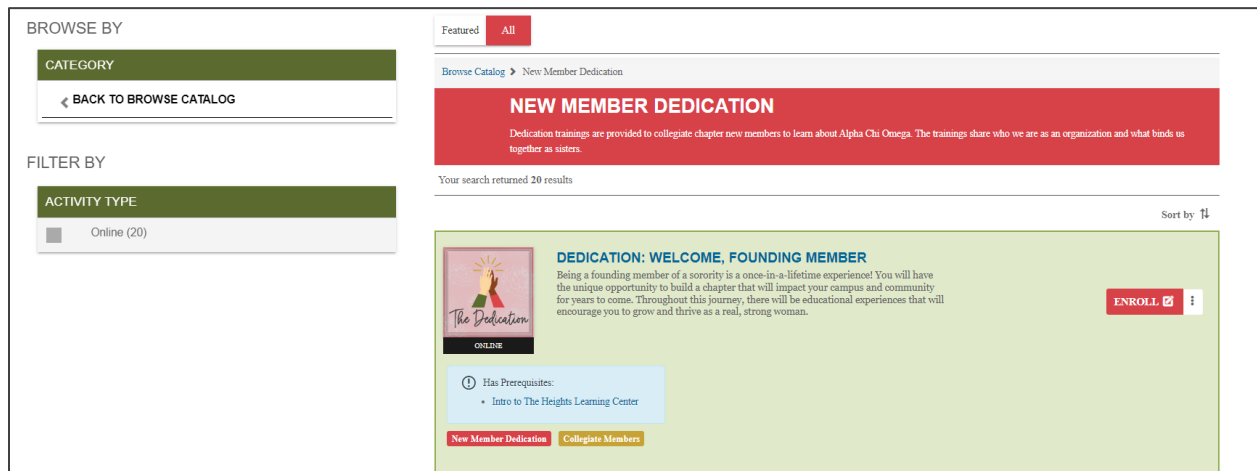 BROWSE BY
CATEGORY
BACK TO BROWSE CATALOG
FILTER BY
ACTIVITY TYPE
Online (20)
Featured All
Browse Catalog > New Member Dedication
NEW MEMBER DEDICATION
Dedication trainings are provided to collegiate chapter new members to learn about Alpha Chi Omega. The trainings share who we are as an organization and what binds us
together as sisters.
Your search returned 20 results
Sort by
The Dedication
ONLINE
DEDICATION: WELCOME, FOUNDING MEMBER
Being a founding member of a sorority is a once-in-a-lifetime experience! You will have
the unique opportunity to build a chapter that will impact your campus and community
for years to come. Throughout this journey, there will be educational experiences that will
encourage you to grow and thrive as a real, strong woman.
ENROLL
Has Prerequisites:
• Intro to The Heights Learning Center
New Member Dedication Collegiate Members